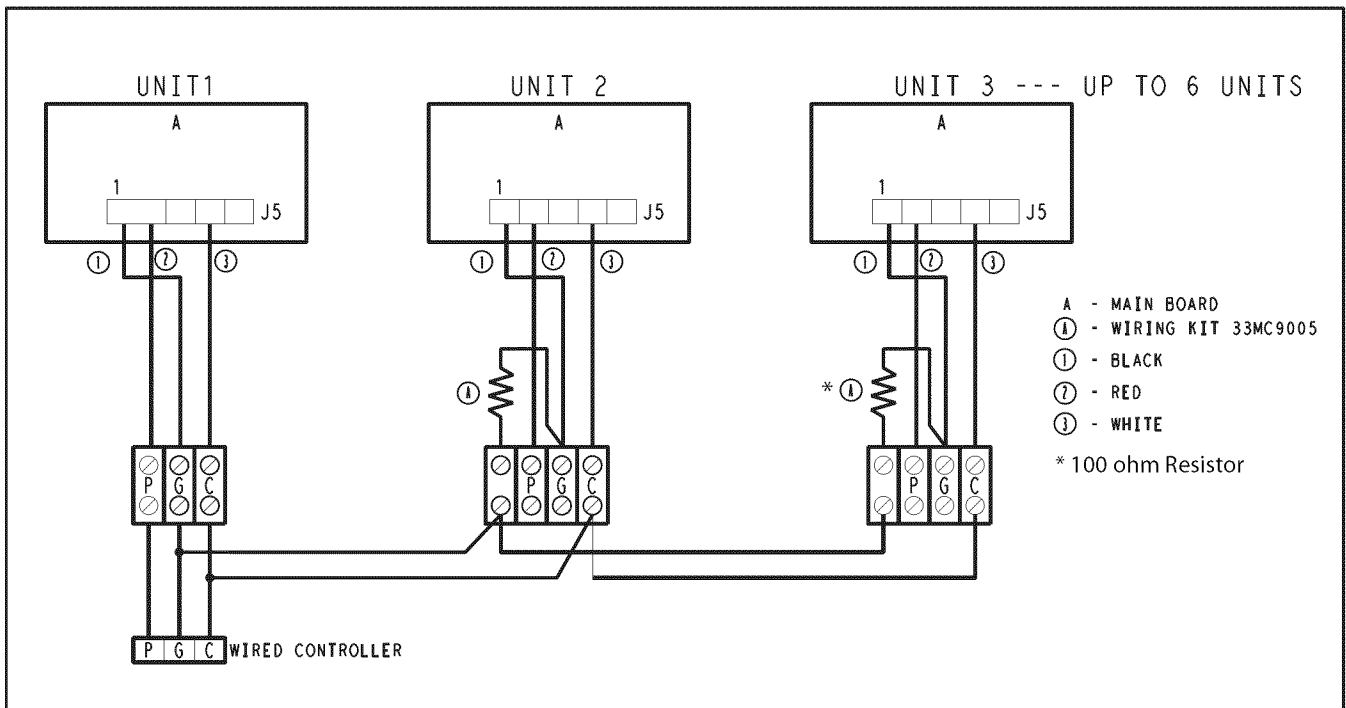 UNIT1 UNIT 2 UNIT 3 --- UP TO 6 UNITS
A A A
1 1 1
J5 J5 J5
1 2 3 1 2 3 1 2 3
A - MAIN BOARD
A - WIRING KIT 33MC9005
1 - BLACK
2 - RED
3 - WHITE
* 100 ohm Resistor
A * A
P G C P G C P G C
P G C WIRED CONTROLLER